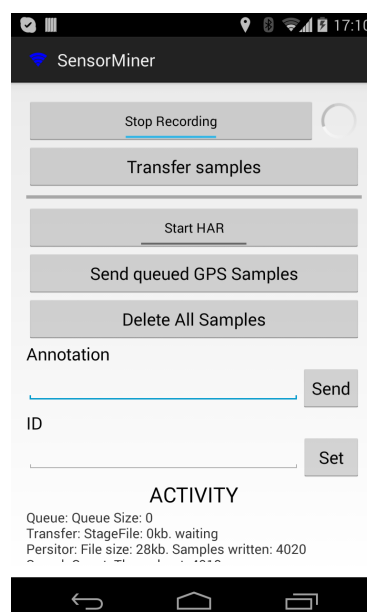 17:10
SensorMiner
Stop Recording
Transfer samples
Start HAR
Send queued GPS Samples
Delete All Samples
Annotation
Send
ID
Set
ACTIVITY
Queue: Queue Size: 0
Transfer: StageFile: 0kb. waiting
Persitor: File size: 28kb. Samples written: 4020